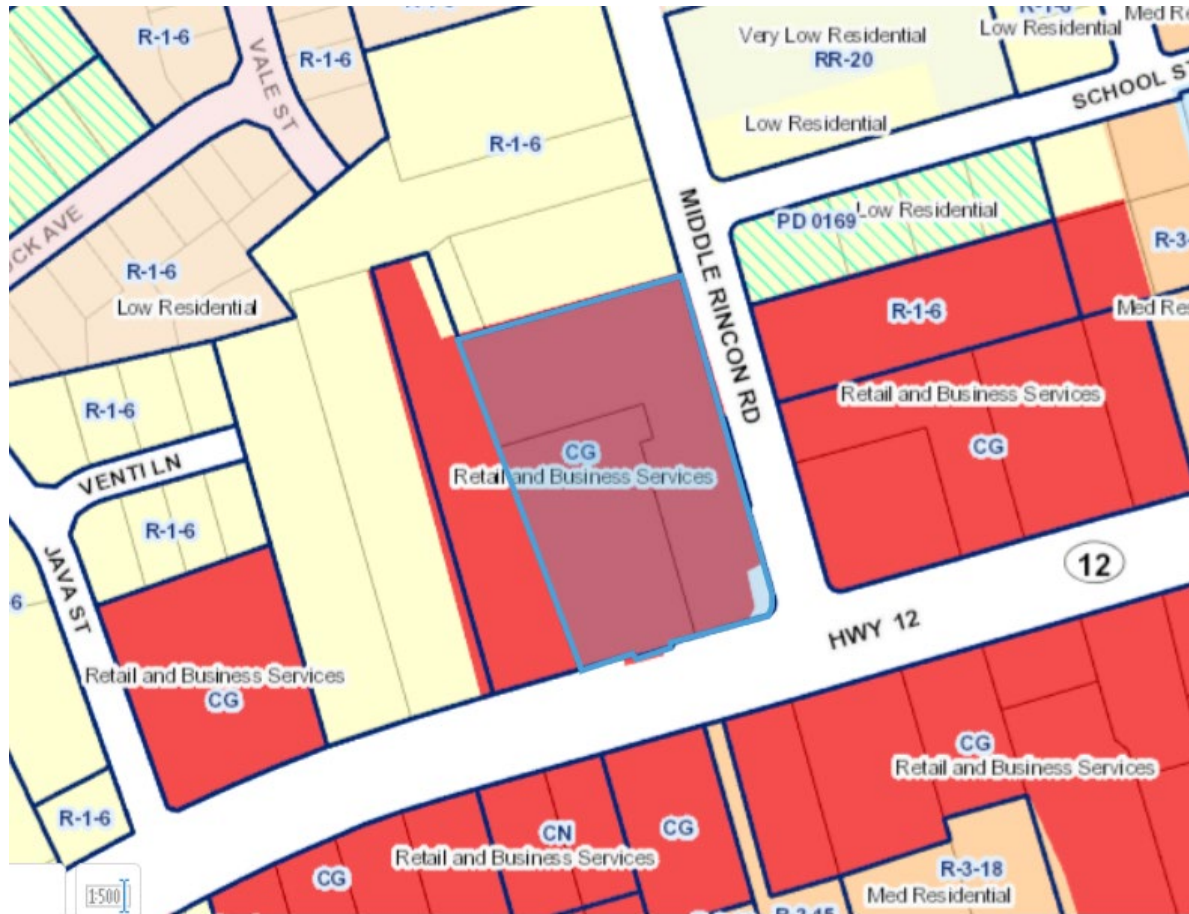 R-1-6
VALE ST
R-1-6
Very Low Residential
RR-20
Low Residential
R-1-6
Low Residential
SCHOOL ST
R-1-6
MIDDLE RINCON RD
PD 0169
Low Residential
R-1-6
Low Residential
R-1-6
Retail and Business Services
CG
CG
Retail and Business Services
R-1-6
VENTI LN
R-1-6
JAVA ST
12
HWY 12
Retail and Business Services
CG
CG
Retail and Business Services
R-1-6
CN
Retail and Business Services
CG
CG
R-3-18
Med Residential
1:500